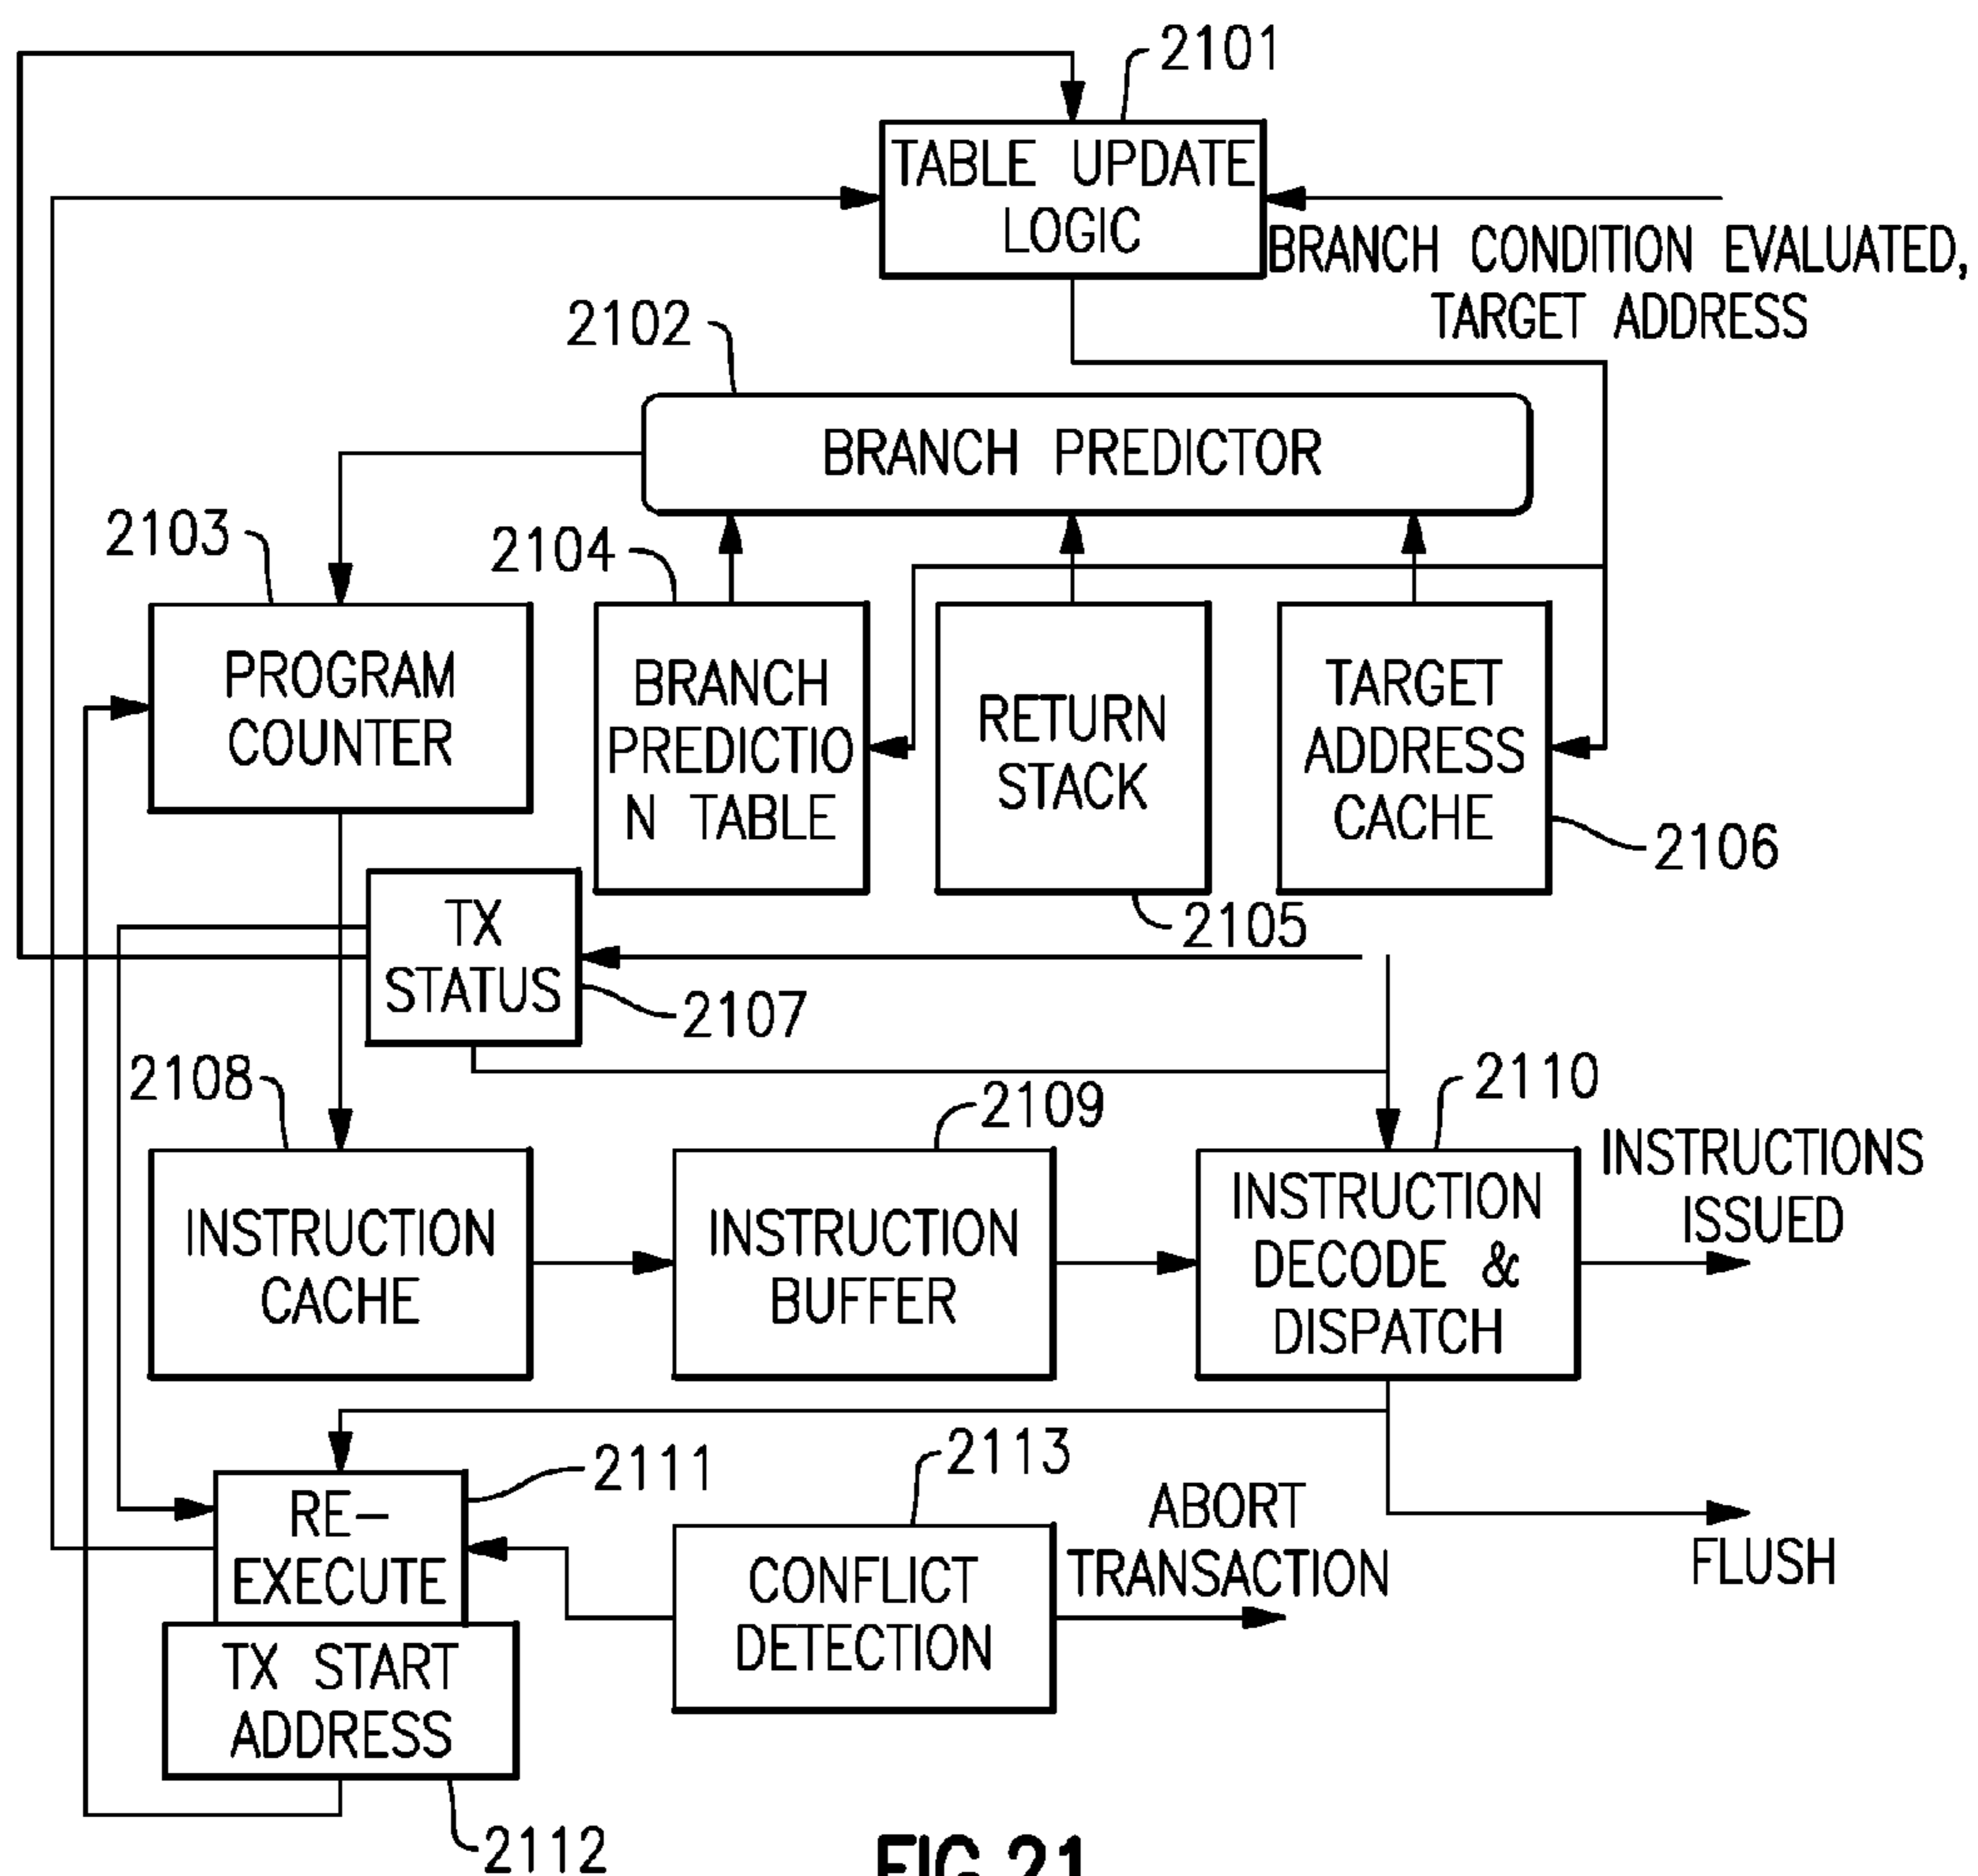 2101
TABLE UPDATE
LOGIC
BRANCH CONDITION EVALUATED,
TARGET ADDRESS
2102
BRANCH PREDICTOR
2103
2104
PROGRAM
COUNTER
BRANCH
PREDICTIO
N TABLE
RETURN
STACK
TARGET
ADDRESS
CACHE
2106
2105
TX
STATUS
2107
2108
2109
2110
INSTRUCTION
CACHE
INSTRUCTION
BUFFER
INSTRUCTION
DECODE &
DISPATCH
INSTRUCTIONS
ISSUED
2111
2113
RE-
EXECUTE
CONFLICT
DETECTION
ABORT
TRANSACTION
FLUSH
TX START
ADDRESS
2112
FIG.21